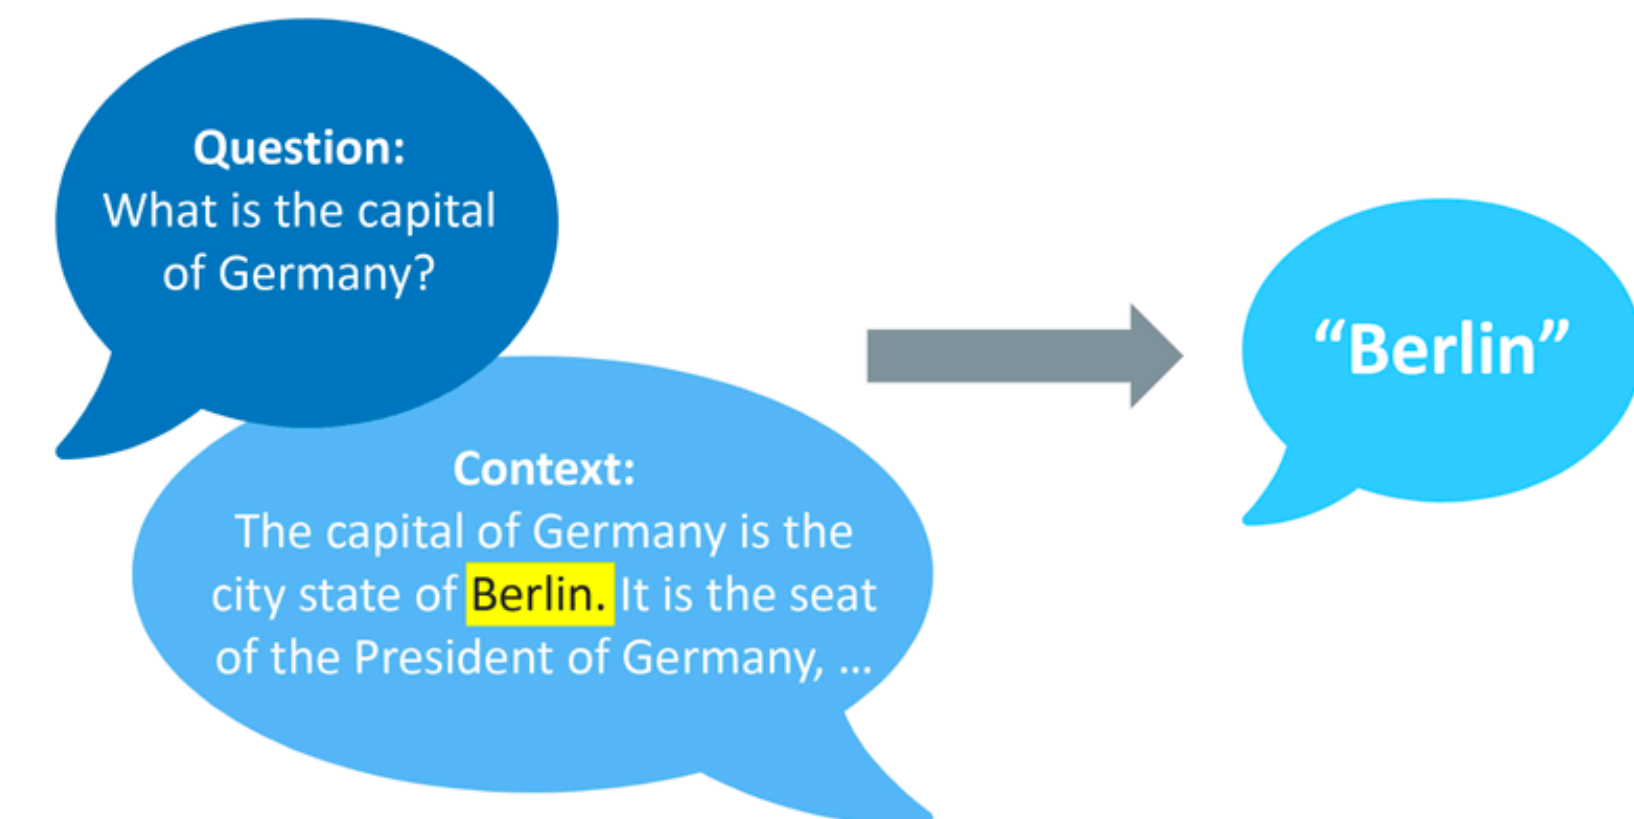 Question:
What is the capital
of Germany?
Context:
The capital of Germany is the
city state of Berlin. It is the seat
of the President of Germany, ...
“Berlin”